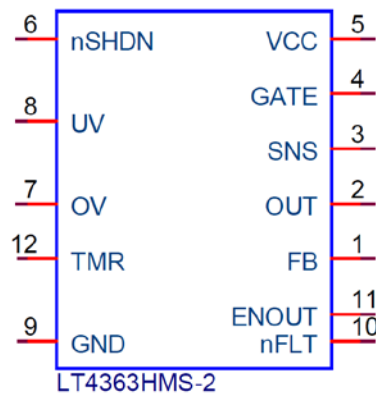 6 nSHDN VCC 5
GATE 4
8 UV
SNS 3
7 OV OUT 2
12 TMR FB 1
ENOUT 11
9 GND nFLT 10
LT4363HMS-2